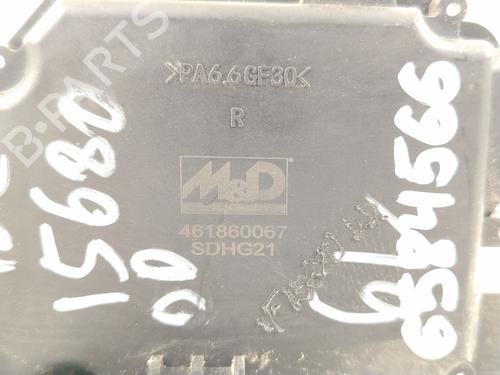 >PA6.6GF30<
R
M&D
461860067
SDHG21
15680
00
6584566
B-PARTS